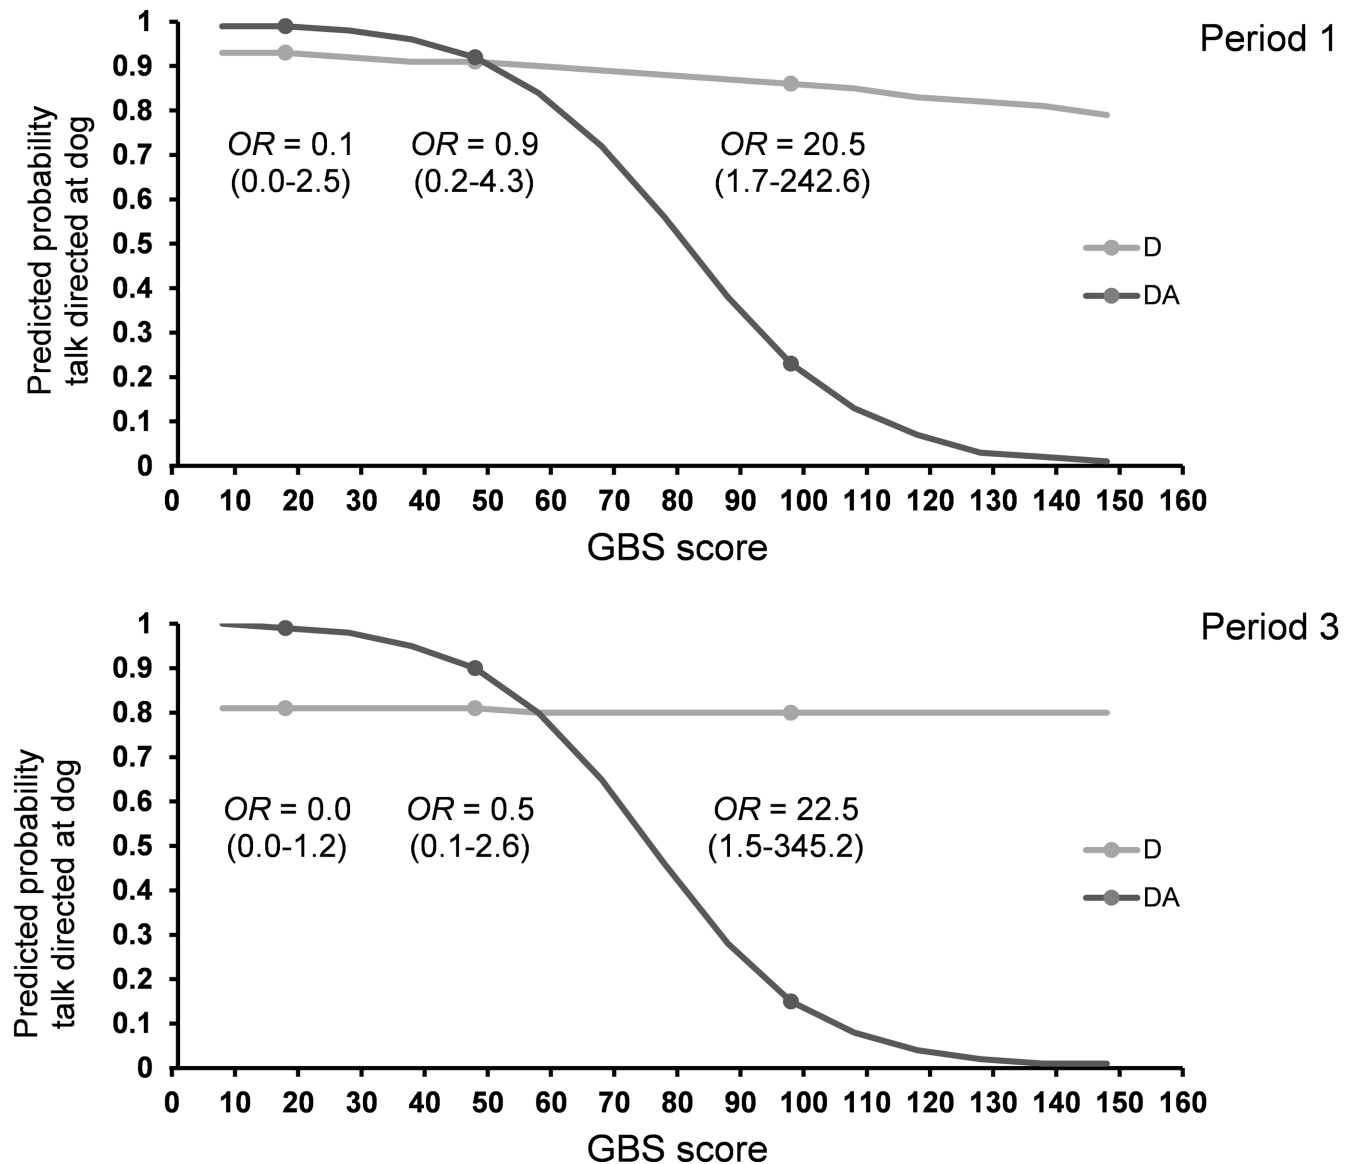 Period 1
Predicted probability
talk directed at dog
1
0.9
0.8
0.7
0.6
0.5
0.4
0.3
0.2
0.1
0
OR = 0.1
(0.0-2.5)
OR = 0.9
(0.2-4.3)
OR = 20.5
(1.7-242.6)
D
DA
0 10 20 30 40 50 60 70 80 90 100 110 120 130 140 150 160
GBS score
Period 3
Predicted probability
talk directed at dog
1
0.9
0.8
0.7
0.6
0.5
0.4
0.3
0.2
0.1
0
OR = 0.0
(0.0-1.2)
OR = 0.5
(0.1-2.6)
OR = 22.5
(1.5-345.2)
D
DA
0 10 20 30 40 50 60 70 80 90 100 110 120 130 140 150 160
GBS score